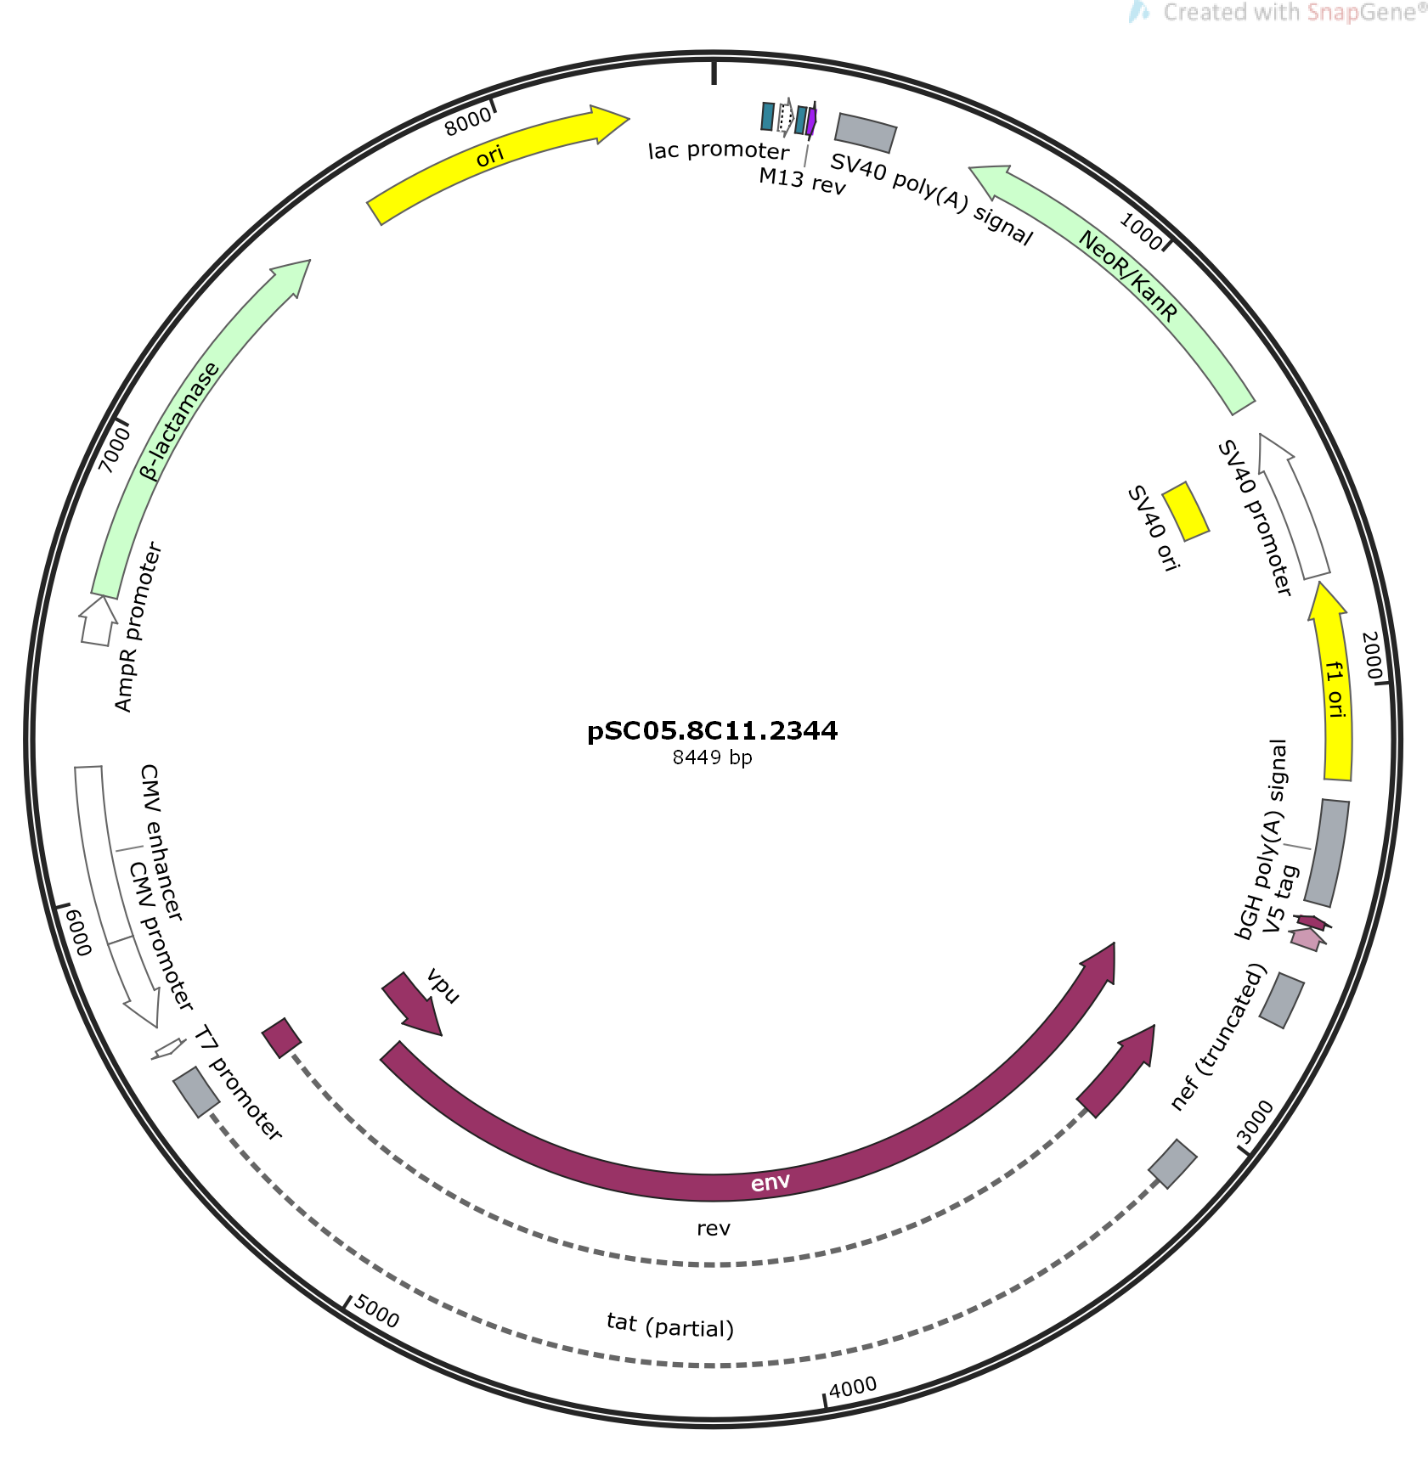 Created with SnapGene®
8000
ori
lac promoter
M13 rev
SV40 poly(A) signal
1000
NeoR/KanR
SV40 promoter
SV40 ori
2000
f1 ori
bGH poly(A) signal
V5 tag
nef (truncated)
3000
4000
5000
6000
7000
β-lactamase
AmpR promoter
CMV enhancer
CMV promoter
T7 promoter
vpu
env
rev
tat (partial)
pSC05.8C11.2344
8449 bp